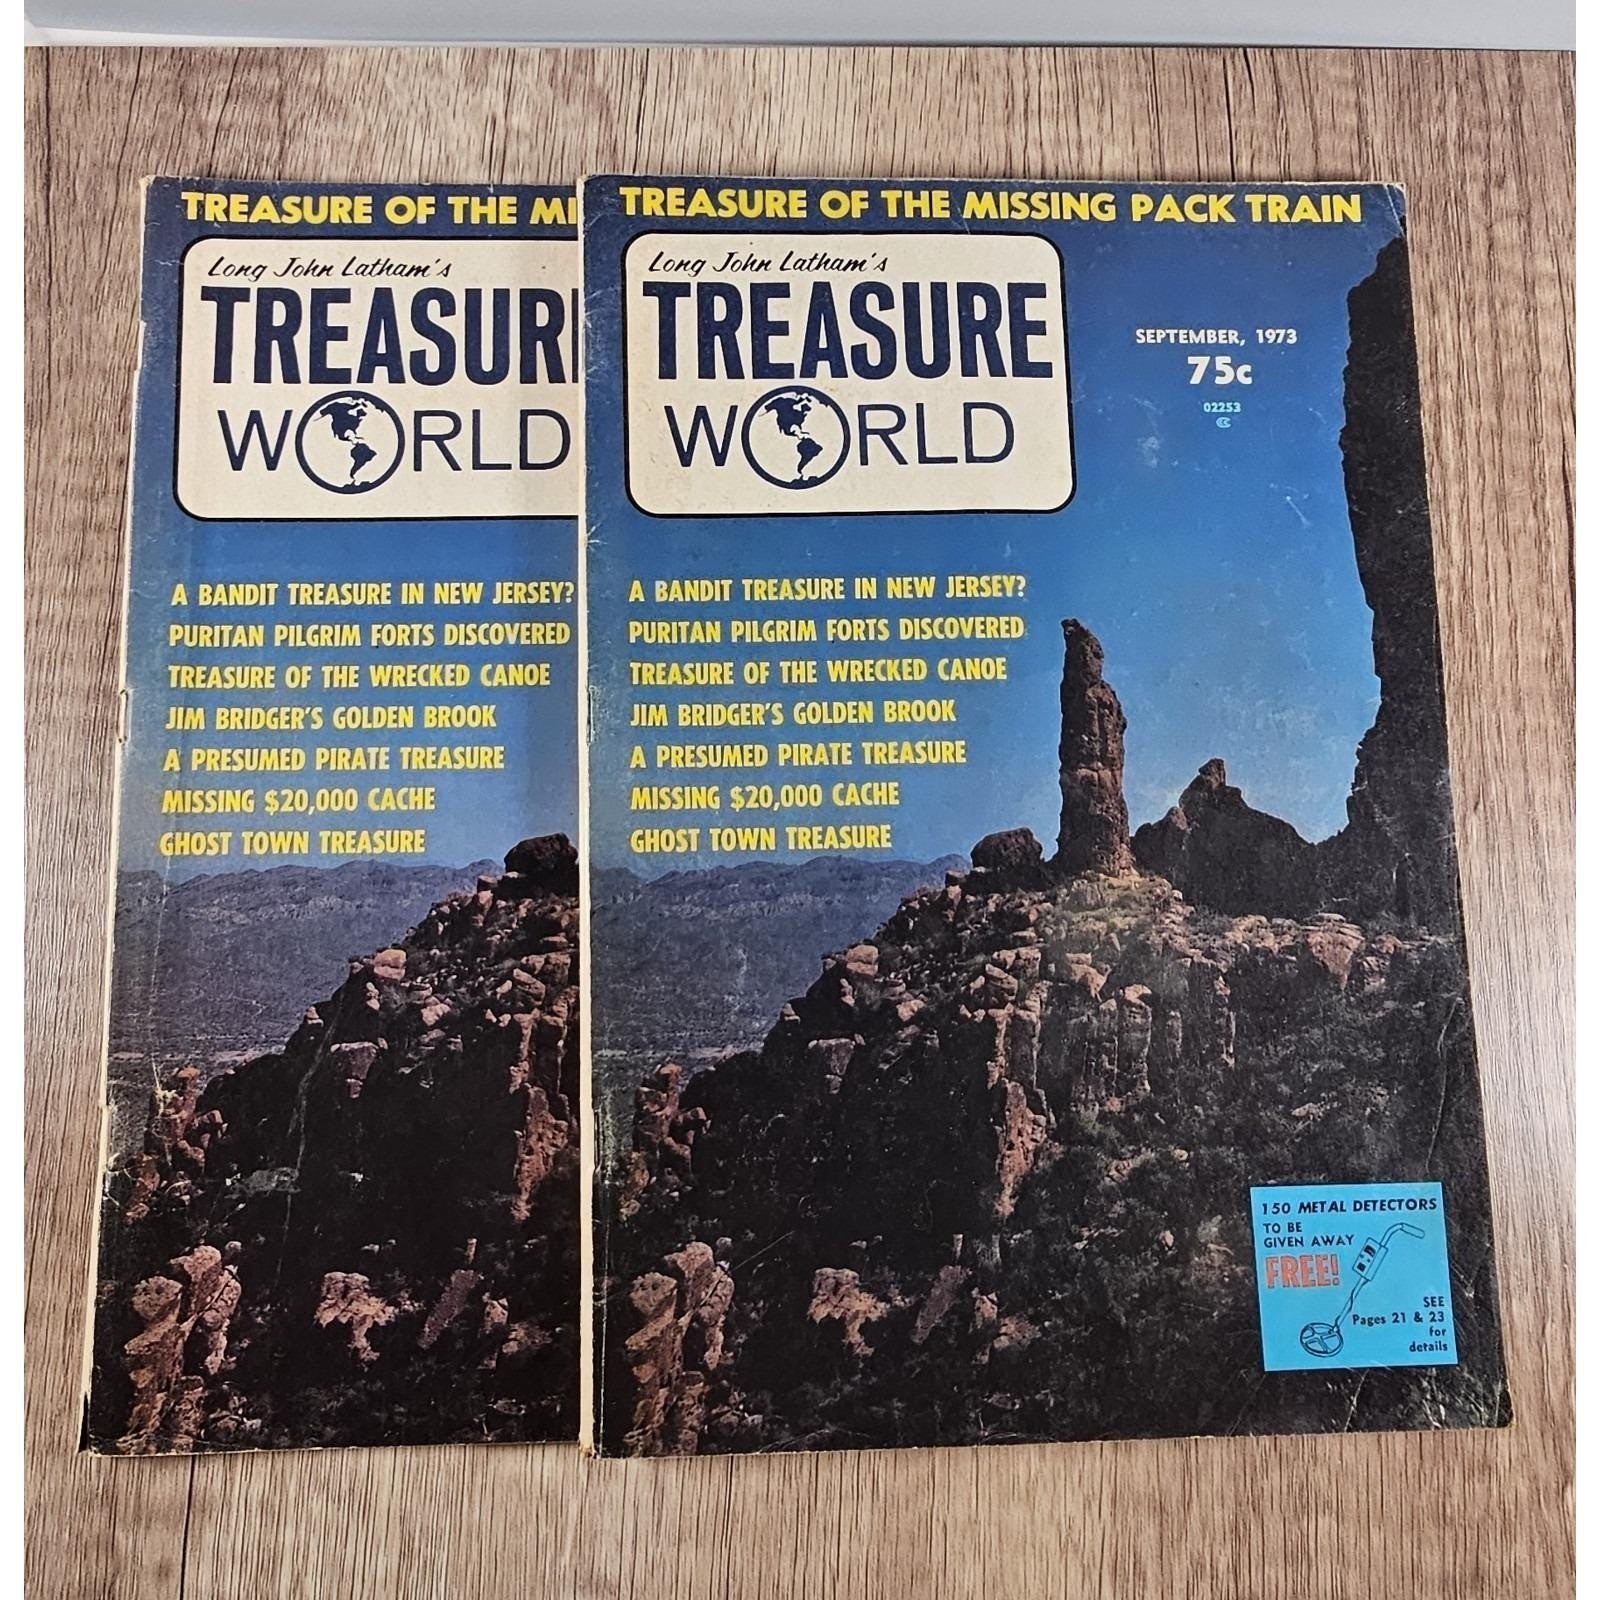 TREASURE OF THE MI
Long John Latham's
TREASUR
WORLD
A BANDIT TREASURE IN NEW JERSEY?
PURITAN PILGRIM FORTS DISCOVERED
TREASURE OF THE WRECKED CANOE
JIM BRIDGER'S GOLDEN BROOK
A PRESUMED PIRATE TREASURE
MISSING $20,000 CACHE
GHOST TOWN TREASURE
TREASURE OF THE MISSING PACK TRAIN
Long John Latham's
TREASURE
WORLD
SEPTEMBER, 1973
75c
02253
A BANDIT TREASURE IN NEW JERSEY?
PURITAN PILGRIM FORTS DISCOVERED
TREASURE OF THE WRECKED CANOE
JIM BRIDGER'S GOLDEN BROOK
A PRESUMED PIRATE TREASURE
MISSING $20,000 CACHE
GHOST TOWN TREASURE
150 METAL DETECTORS
TO BE
GIVEN AWAY
FREE!
SEE
Pages 21 & 23
for
details